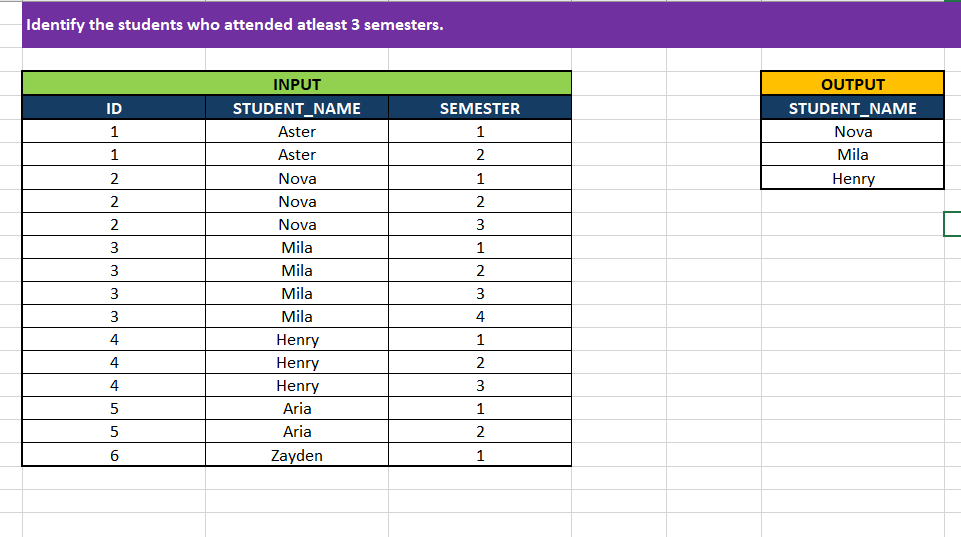 Identify the students who attended atleast 3 semesters.
INPUT OUTPUT
ID STUDENT_NAME SEMESTER STUDENT_NAME
1 Aster 1 Nova
1 Aster 2 Mila
2 Nova 1 Henry
2 Nova 2
2 Nova 3
3 Mila 1
3 Mila 2
3 Mila 3
3 Mila 4
4 Henry 1
4 Henry 2
4 Henry 3
5 Aria 1
5 Aria 2
6 Zayden 1